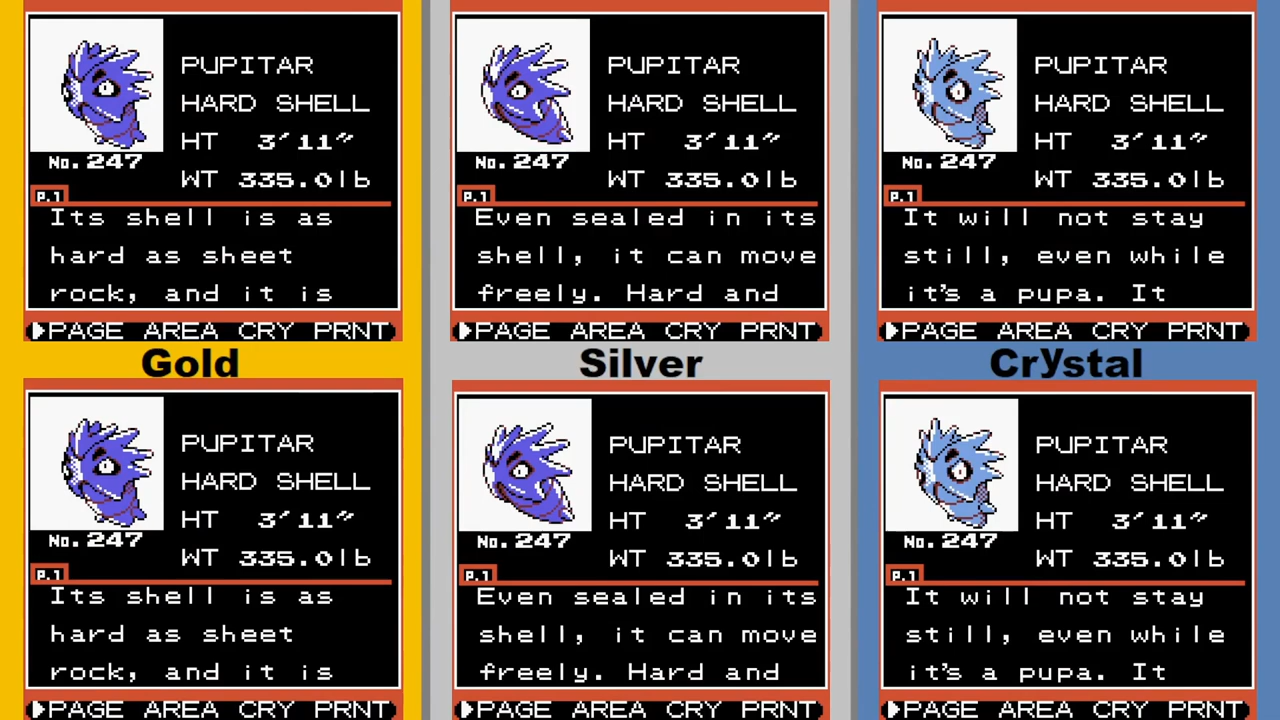 PUPITAR
HARD SHELL
HT 3′11″
No. 247
WT 335.0lb
P.1
Its shell is as
hard as sheet
rock, and it is
PAGE AREA CRY PRNT
PUPITAR
HARD SHELL
HT 3′11″
No. 247
WT 335.0lb
P.1
Even sealed in its
shell, it can move
freely. Hard and
PAGE AREA CRY PRNT
PUPITAR
HARD SHELL
HT 3′11″
No. 247
WT 335.0lb
P.1
It will not stay
still, even while
it's a pupa. It
PAGE AREA CRY PRNT
Gold
Silver
Crystal
PUPITAR
HARD SHELL
HT 3′11″
No. 247
WT 335.0lb
P.1
Its shell is as
hard as sheet
rock, and it is
PAGE AREA CRY PRNT
PUPITAR
HARD SHELL
HT 3′11″
No. 247
WT 335.0lb
P.1
Even sealed in its
shell, it can move
freely. Hard and
PAGE AREA CRY PRNT
PUPITAR
HARD SHELL
HT 3′11″
No. 247
WT 335.0lb
P.1
It will not stay
still, even while
it's a pupa. It
PAGE AREA CRY PRNT